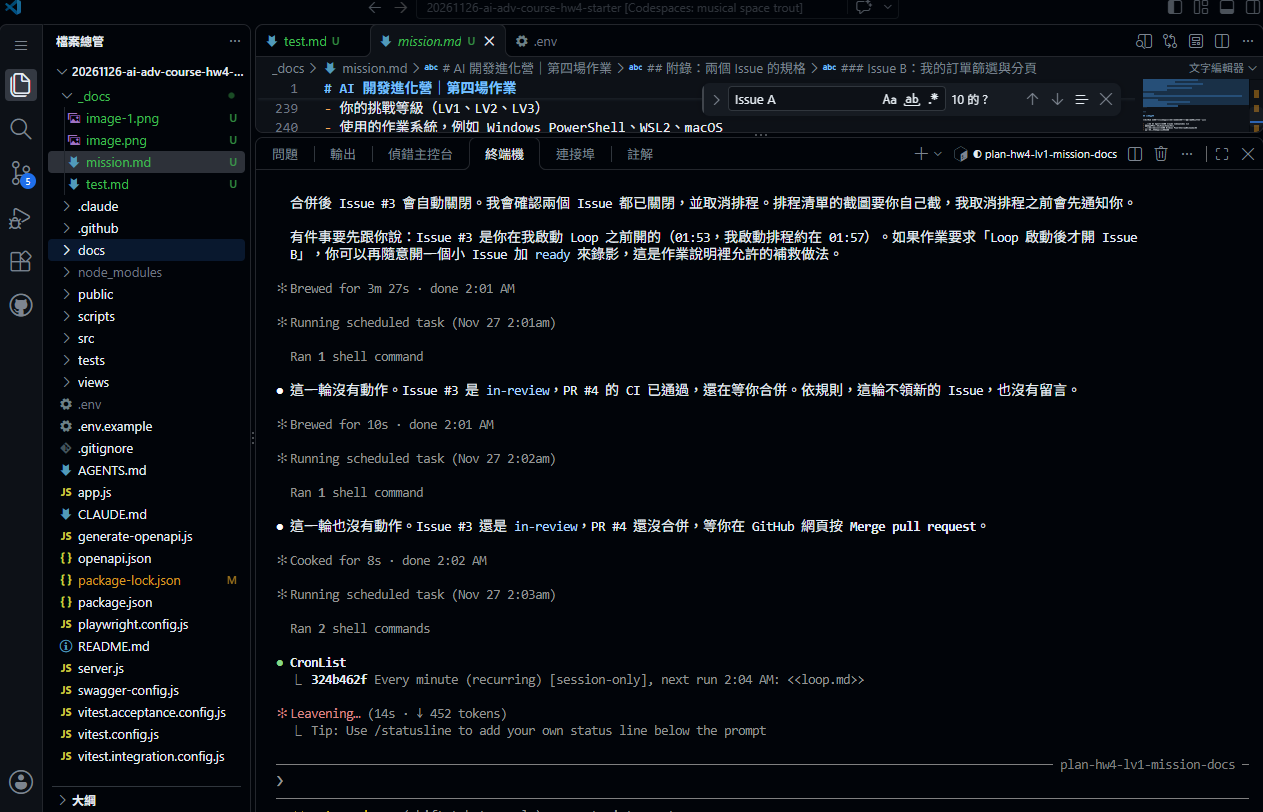 20261126-ai-adv-course-hw4-starter [Codespaces: musical space trout]
檔案總管 ···
20261126-ai-adv-course-hw4-...
_docs
image-1.png U
image.png U
mission.md U
test.md U
.claude
.github
docs
node_modules
public
scripts
src
tests
views
.env
.env.example
.gitignore
AGENTS.md
JS app.js
CLAUDE.md
JS generate-openapi.js
{} openapi.json
{} package-lock.json M
{} package.json
JS playwright.config.js
README.md
JS server.js
JS swagger-config.js
JS vitest.acceptance.config.js
JS vitest.config.js
JS vitest.integration.config.js
大綱
5
test.md U
mission.md U
.env
_docs > mission.md > abc # AI 開發進化營｜第四場作業 > abc ## 附錄：兩個 Issue 的規格 > abc ### Issue B：我的訂單篩選與分頁
文字編輯器
1 # AI 開發進化營｜第四場作業
239 - 你的挑戰等級（LV1、LV2、LV3）
240 - 使用的作業系統，例如 Windows PowerShell、WSL2、macOS
Issue A Aa ab .* 10 的 ?
問題 輸出 偵錯主控台 終端機 連接埠 註解
plan-hw4-lv1-mission-docs
合併後 Issue #3 會自動關閉。我會確認兩個 Issue 都已關閉，並取消排程。排程清單的截圖要你自己截，我取消排程之前會先通知你。
有件事要先跟你說：Issue #3 是你在我啟動 Loop 之前開的（01:53，我啟動排程約在 01:57）。如果作業要求「Loop 啟動後才開 Issue
B」，你可以再隨意開一個小 Issue 加 ready 來錄影，這是作業說明裡允許的補救做法。
✻ Brewed for 3m 27s · done 2:01 AM
✻ Running scheduled task (Nov 27 2:01am)
Ran 1 shell command
● 這一輪沒有動作。Issue #3 是 in-review，PR #4 的 CI 已通過，還在等你合併。依規則，這輪不領新的 Issue，也沒有留言。
✻ Brewed for 10s · done 2:01 AM
✻ Running scheduled task (Nov 27 2:02am)
Ran 1 shell command
● 這一輪也沒有動作。Issue #3 還是 in-review，PR #4 還沒合併，等你在 GitHub 網頁按 Merge pull request。
✻ Cooked for 8s · done 2:02 AM
✻ Running scheduled task (Nov 27 2:03am)
Ran 2 shell commands
● CronList
⎿ 324b462f Every minute (recurring) [session-only], next run 2:04 AM: <<loop.md>>
✻ Leavening… (14s · ↓ 452 tokens)
⎿ Tip: Use /statusline to add your own status line below the prompt
plan-hw4-lv1-mission-docs
❯